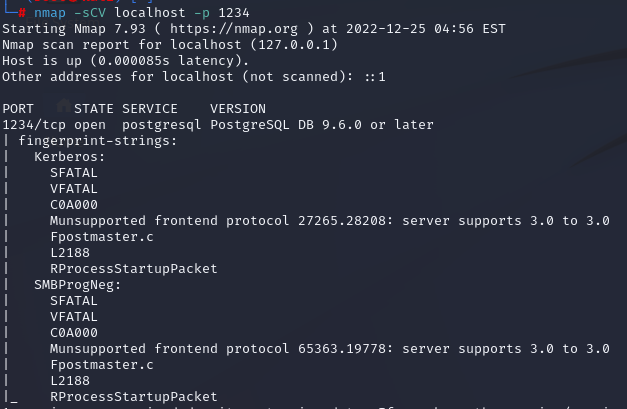 # nmap -sCV localhost -p 1234
Starting Nmap 7.93 ( https://nmap.org ) at 2022-12-25 04:56 EST
Nmap scan report for localhost (127.0.0.1)
Host is up (0.000085s latency).
Other addresses for localhost (not scanned): ::1
PORT     STATE SERVICE    VERSION
1234/tcp open  postgresql PostgreSQL DB 9.6.0 or later
| fingerprint-strings:
|   Kerberos:
|     SFATAL
|     VFATAL
|     C0A000
|     Munsupported frontend protocol 27265.28208: server supports 3.0 to 3.0
|     Fpostmaster.c
|     L2188
|     RProcessStartupPacket
|   SMBProgNeg:
|     SFATAL
|     VFATAL
|     C0A000
|     Munsupported frontend protocol 65363.19778: server supports 3.0 to 3.0
|     Fpostmaster.c
|     L2188
|_    RProcessStartupPacket